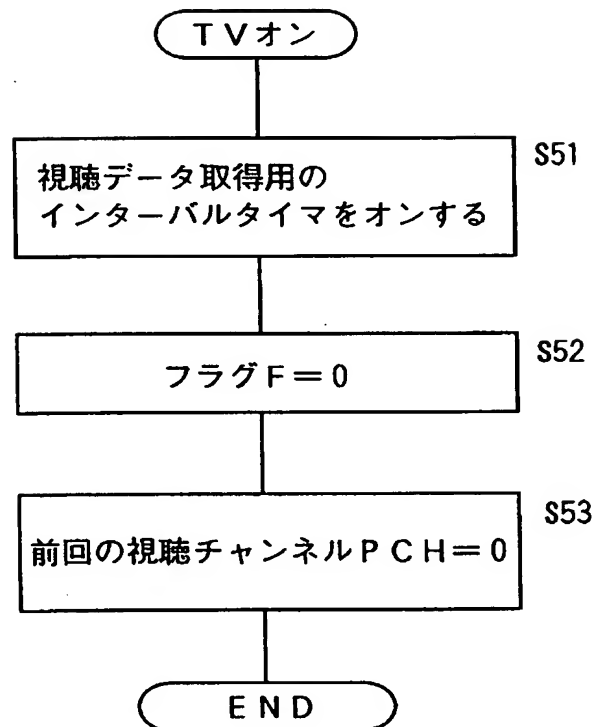 TVオン
S51
視聴データ取得用の
インターバルタイマをオンする
S52
フラグF=0
S53
前回の視聴チャンネルPCH=0
END